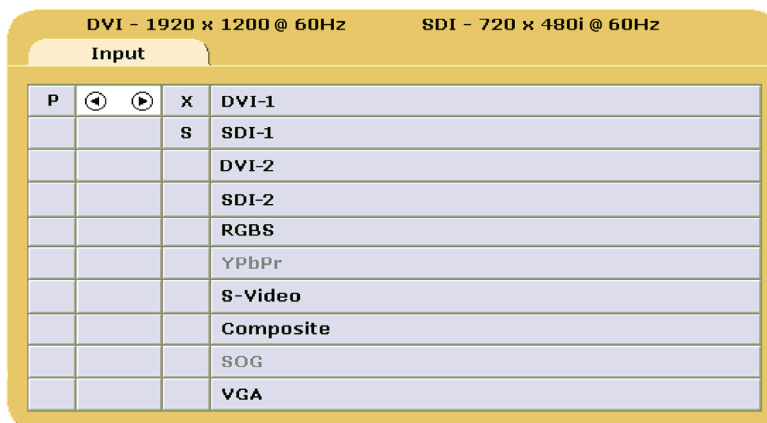 DVI - 1920 x 1200 @ 60Hz SDI - 720 x 480i @ 60Hz
Input
P X DVI-1
S SDI-1
DVI-2
SDI-2
RGBS
YPbPr
S-Video
Composite
SOG
VGA